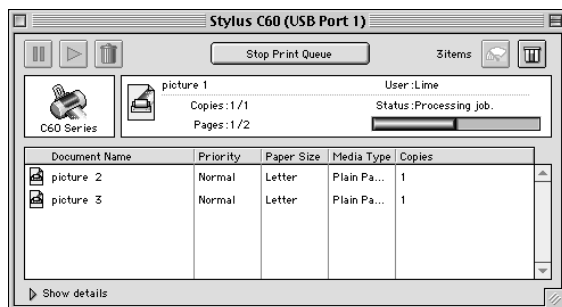 Stylus C60 (USB Port 1)
Stop Print Queue
3items
C60 Series
picture 1
User:Lime
Copies:1/1
Status:Processing job.
Pages:1/2
Document Name Priority Paper Size Media Type Copies
picture 2 Normal Letter Plain Pa... 1
picture 3 Normal Letter Plain Pa... 1
Show details